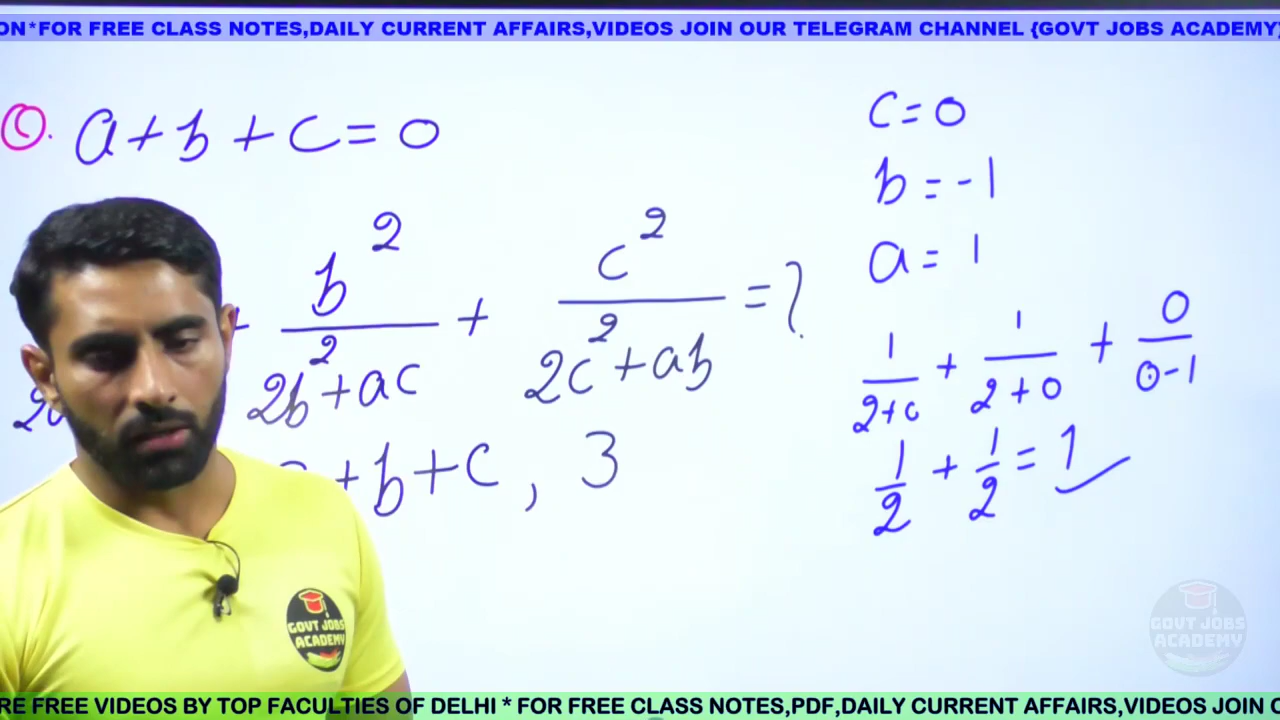 ON*FOR FREE CLASS NOTES,DAILY CURRENT AFFAIRS,VIDEOS JOIN OUR TELEGRAM CHANNEL {GOVT JOBS ACADEMY}
Q. a+b+c=0
b² / (2b²+ac) + c² / (2c²+ab) = ?
+b+c, 3
c=0
b=-1
a=1
1/(2+0) + 1/(2+0) + 0/(0-1)
1/2 + 1/2 = 1 ✓
GOVT JOBS
ACADEMY
GOVT JOBS
ACADEMY
RE FREE VIDEOS BY TOP FACULTIES OF DELHI * FOR FREE CLASS NOTES,PDF,DAILY CURRENT AFFAIRS,VIDEOS JOIN O